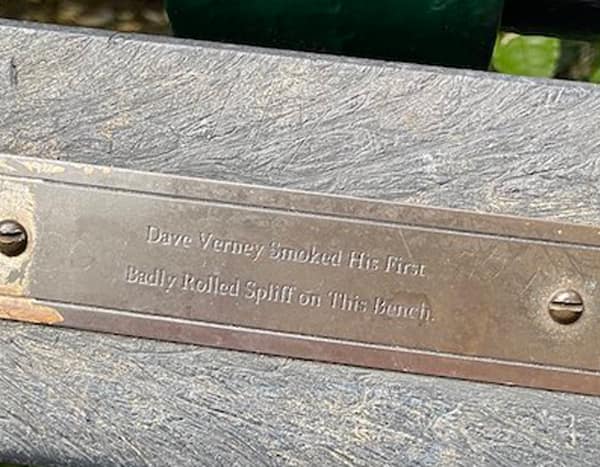 Dave Verney Smoked His First
Badly Rolled Spliff on This Bench.